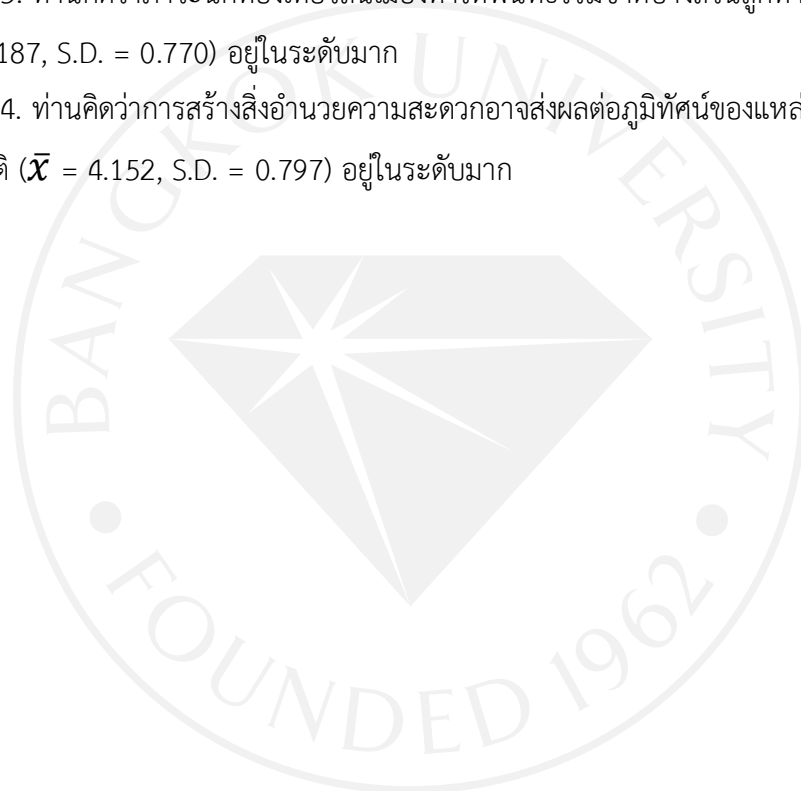 187, S.D. = 0.770) อยู่ในระดับมาก
4. ท่านคิดว่าการสร้างสิ่งอำนวยความสะดวกอาจส่งผลต่อภูมิทัศน์ของแหล่
ติ (x̄ = 4.152, S.D. = 0.797) อยู่ในระดับมาก
BANGKOK UNIVERSITY
FOUNDED 1962